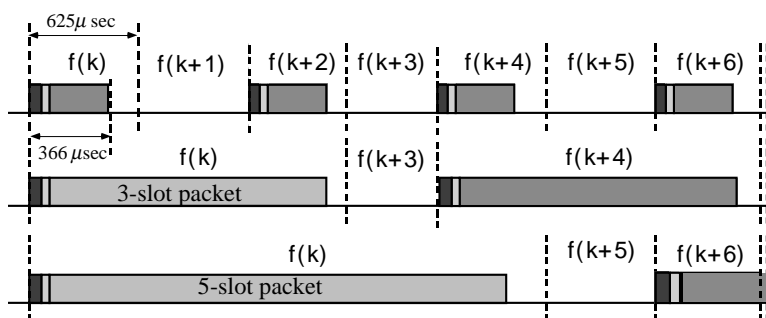 625μ sec
f(k) f(k+1) f(k+2) f(k+3) f(k+4) f(k+5) f(k+6)
366 μsec
f(k) f(k+3) f(k+4)
3-slot packet
f(k) f(k+5) f(k+6)
5-slot packet